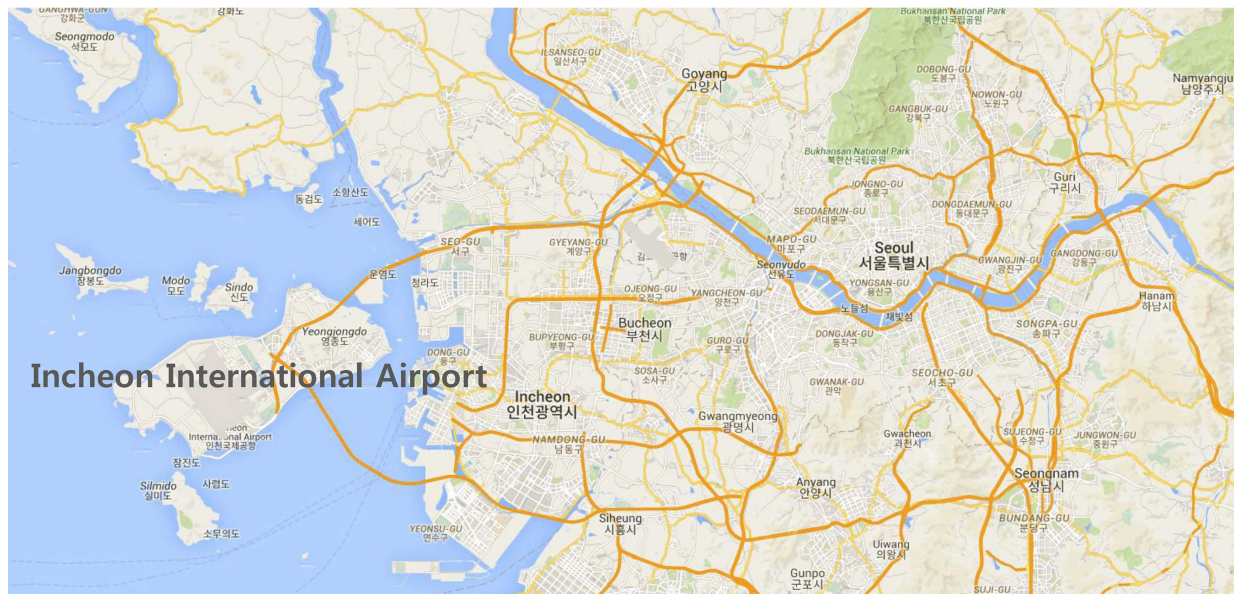 GANGHWA-GUN
강화군
강화도
Seongmodo
석모도
Bukhansan National Park
북한산국립공원
ILSANSEO-GU
일산서구
Goyang
고양시
DOBONG-GU
도봉구
NOWON-GU
노원구
Namyangju
남양주시
GANGBUK-GU
강북구
Bukhansan National Park
북한산국립공원
Guri
구리시
JONGNO-GU
종로구
동검도
소항산도
세어도
SEODAEMUN-GU
서대문구
DONGDAEMUN-GU
동대문구
MAPO-GU
마포구
SEO-GU
서구
GYEYANG-GU
계양구
Seoul
서울특별시
GWANGJIN-GU
광진구
GANGDONG-GU
강동구
Jangbongdo
장봉도
Modo
모도
Sindo
신도
운염도
청라도
Seonyudo
선유도
YONGSAN-GU
용산구
OJEONG-GU
오정구
YANGCHEON-GU
양천구
노들섬
채빛섬
Hanam
하남시
Yeongjongdo
영종도
Bucheon
부천시
BUPYEONG-GU
부평구
DONGJAK-GU
동작구
SONGPA-GU
송파구
GURO-GU
구로구
DONG-GU
동구
SOSA-GU
소사구
SEOCHO-GU
서초구
GWANAK-GU
관악
Incheon International Airport
Incheon
인천광역시
Gwangmyeong
광명시
Gwacheon
과천시
SUJEONG-GU
수정구
JUNGWON-GU
중원구
인천국제공항
NAMDONG-GU
남동구
잠진도
Silmido
실미도
사렴도
Seongnam
성남시
Anyang
안양시
소무의도
YEONSU-GU
연수구
Siheung
시흥시
BUNDANG-GU
분당구
Uiwang
의왕시
Gunpo
군포시
SUJI-GU